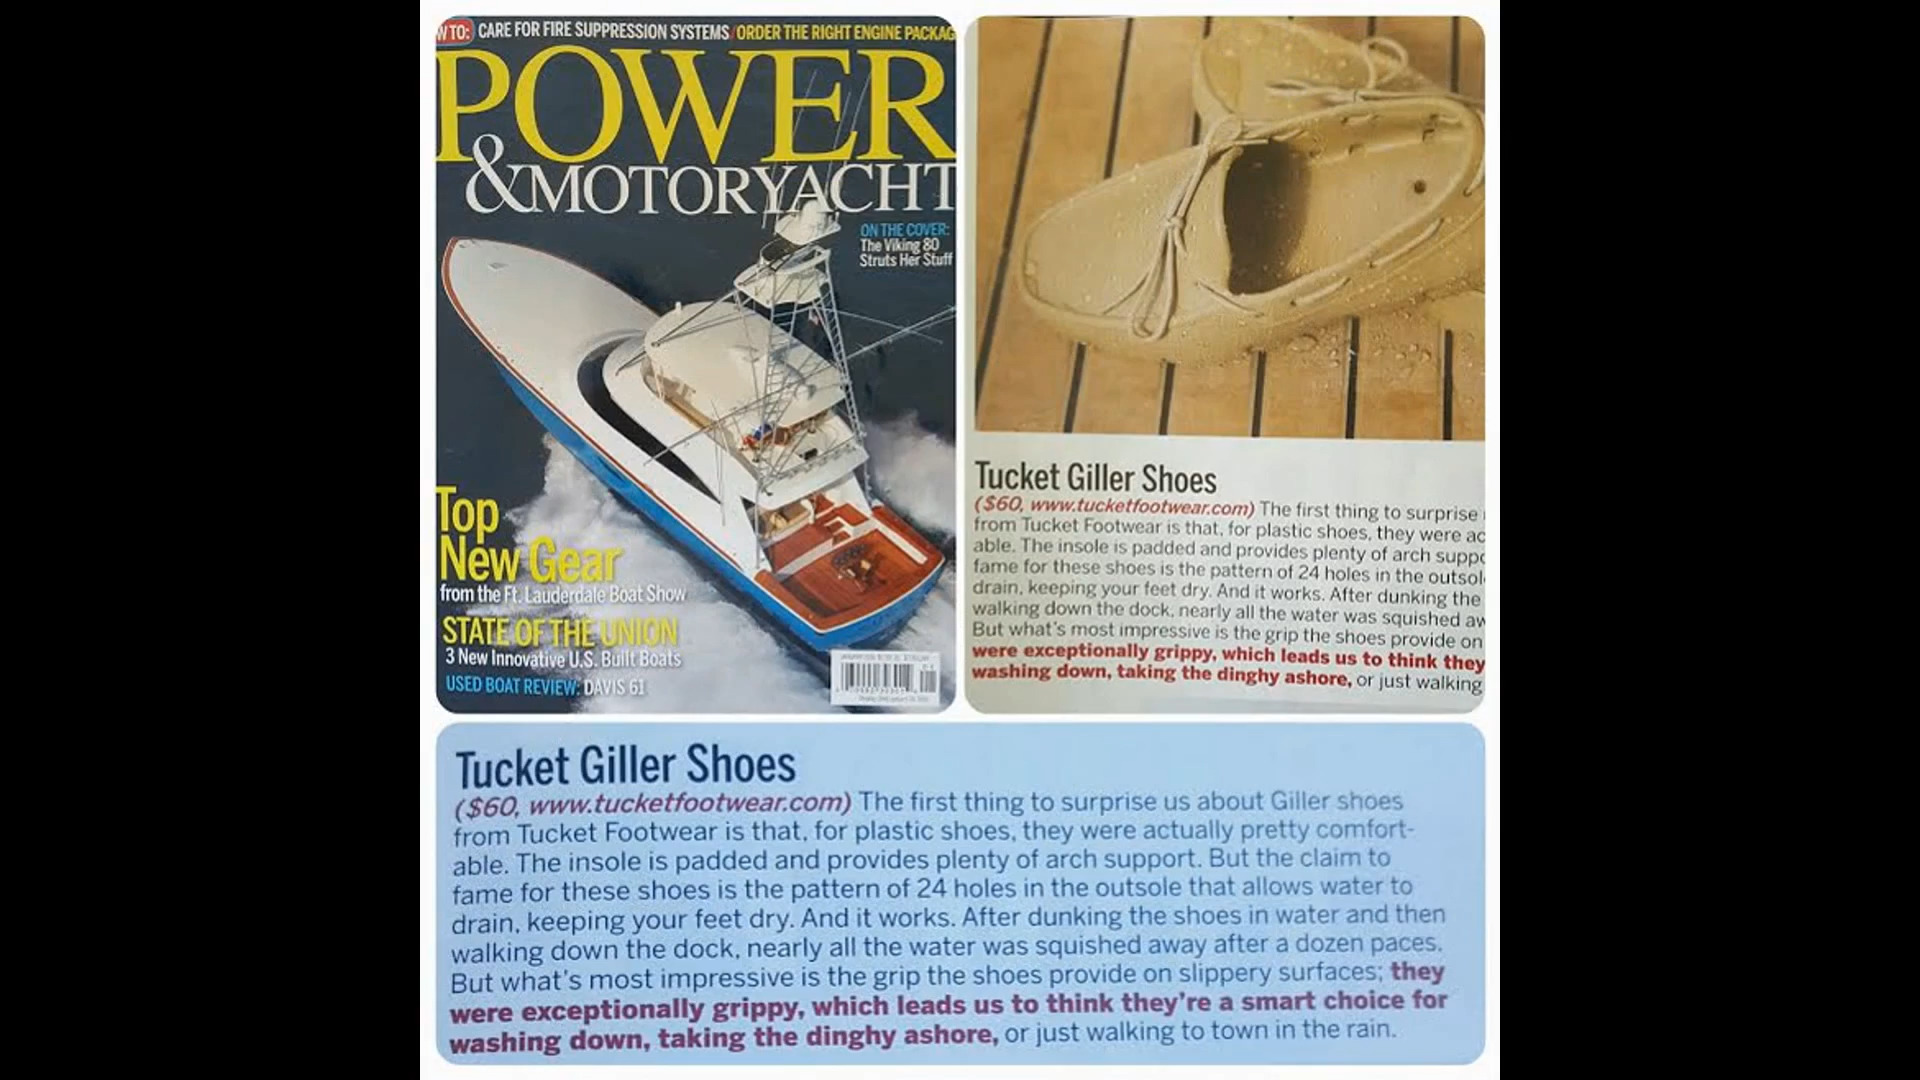 W TO: CARE FOR FIRE SUPPRESSION SYSTEMS / ORDER THE RIGHT ENGINE PACKAG
POWER
&MOTORYACHT
ON THE COVER:
The Viking 80
Struts Her Stuff
Top
New Gear
from the Ft. Lauderdale Boat Show
STATE OF THE UNION
3 New Innovative U.S. Built Boats
USED BOAT REVIEW: DAVIS 61
Tucket Giller Shoes
($60, www.tucketfootwear.com) The first thing to surprise
from Tucket Footwear is that, for plastic shoes, they were ac
able. The insole is padded and provides plenty of arch suppo
fame for these shoes is the pattern of 24 holes in the outsol
drain, keeping your feet dry. And it works. After dunking the
walking down the dock, nearly all the water was squished aw
But what's most impressive is the grip the shoes provide on
were exceptionally grippy, which leads us to think they
washing down, taking the dinghy ashore, or just walking
Tucket Giller Shoes
($60, www.tucketfootwear.com) The first thing to surprise us about Giller shoes
from Tucket Footwear is that, for plastic shoes, they were actually pretty comfort-
able. The insole is padded and provides plenty of arch support. But the claim to
fame for these shoes is the pattern of 24 holes in the outsole that allows water to
drain, keeping your feet dry. And it works. After dunking the shoes in water and then
walking down the dock, nearly all the water was squished away after a dozen paces.
But what's most impressive is the grip the shoes provide on slippery surfaces; they
were exceptionally grippy, which leads us to think they're a smart choice for
washing down, taking the dinghy ashore, or just walking to town in the rain.